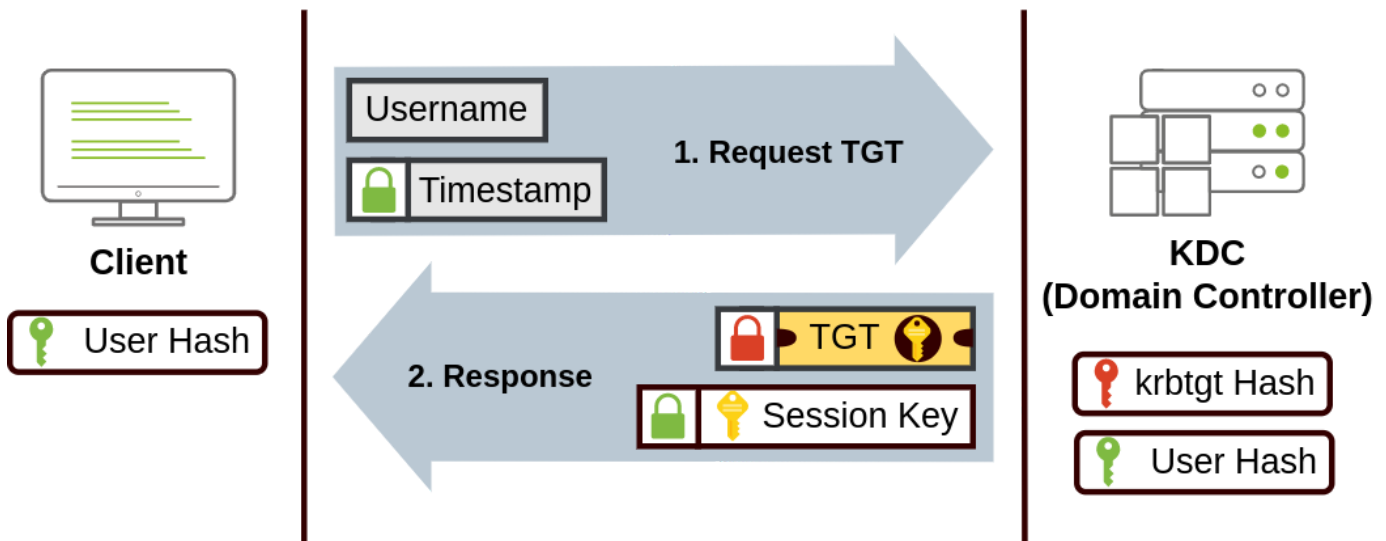 Username
1. Request TGT
Timestamp
Client
KDC
(Domain Controller)
User Hash
TGT
2. Response
Session Key
krbtgt Hash
User Hash